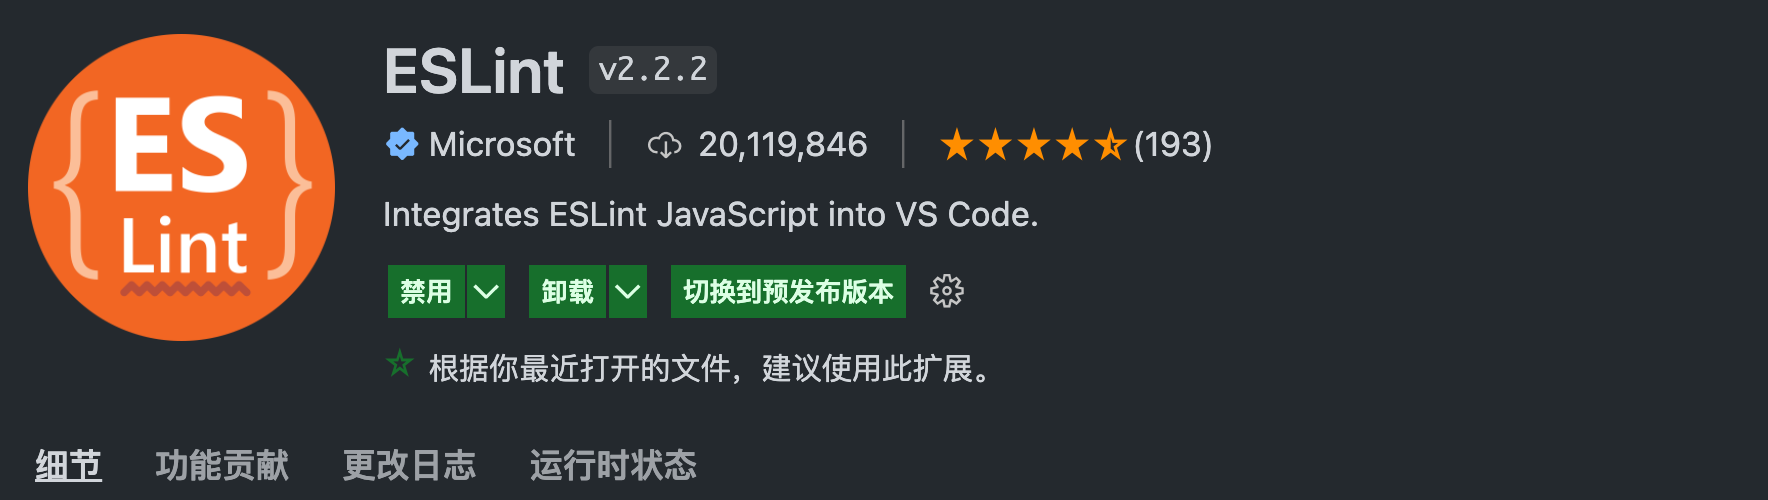 {ES}
Lint
ESLint v2.2.2
Microsoft 20,119,846 ★★★★⯪(193)
Integrates ESLint JavaScript into VS Code.
禁用 卸载 切换到预发布版本
根据你最近打开的文件，建议使用此扩展。
细节 功能贡献 更改日志 运行时状态